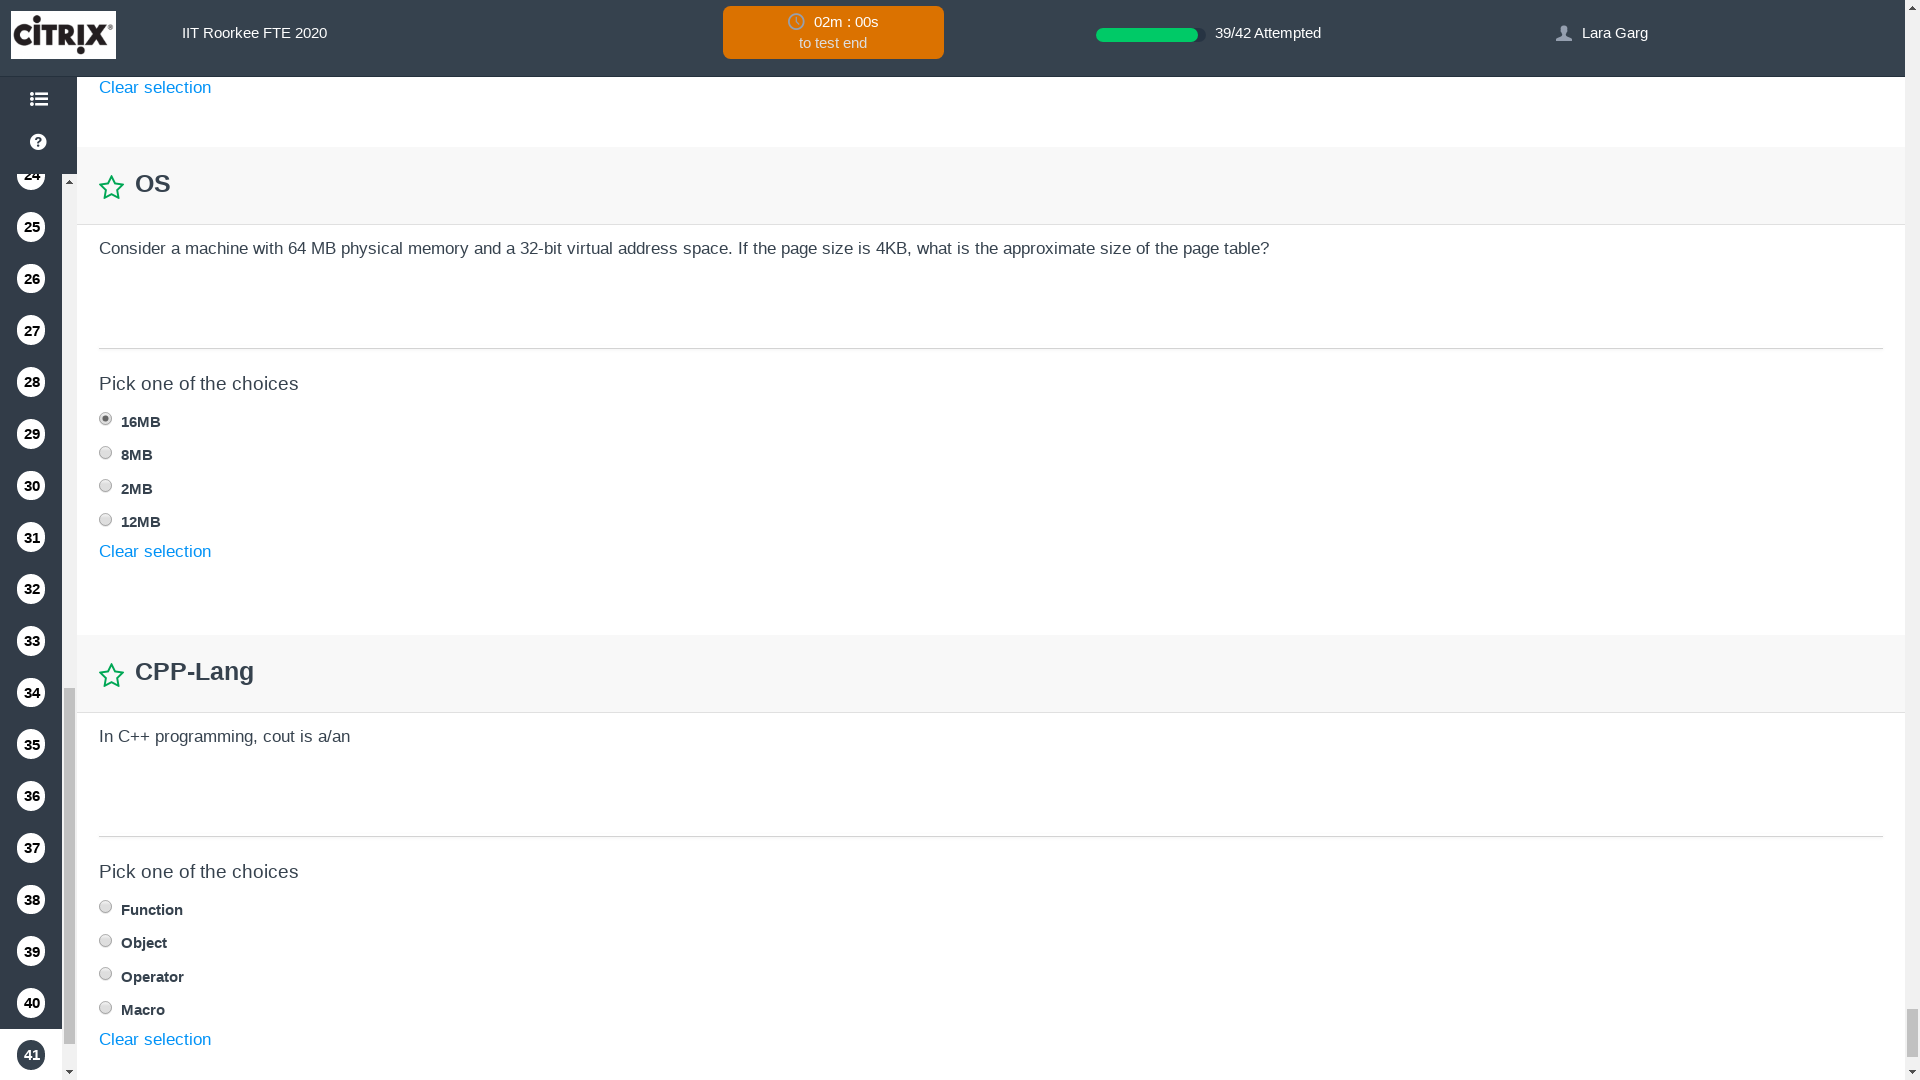 CITRIX®
IIT Roorkee FTE 2020
02m : 00s
to test end
39/42 Attempted
Lara Garg
Clear selection
24
25
26
27
28
29
30
31
32
33
34
35
36
37
38
39
40
41
OS
Consider a machine with 64 MB physical memory and a 32-bit virtual address space. If the page size is 4KB, what is the approximate size of the page table?
Pick one of the choices
16MB
8MB
2MB
12MB
Clear selection
CPP-Lang
In C++ programming, cout is a/an
Pick one of the choices
Function
Object
Operator
Macro
Clear selection